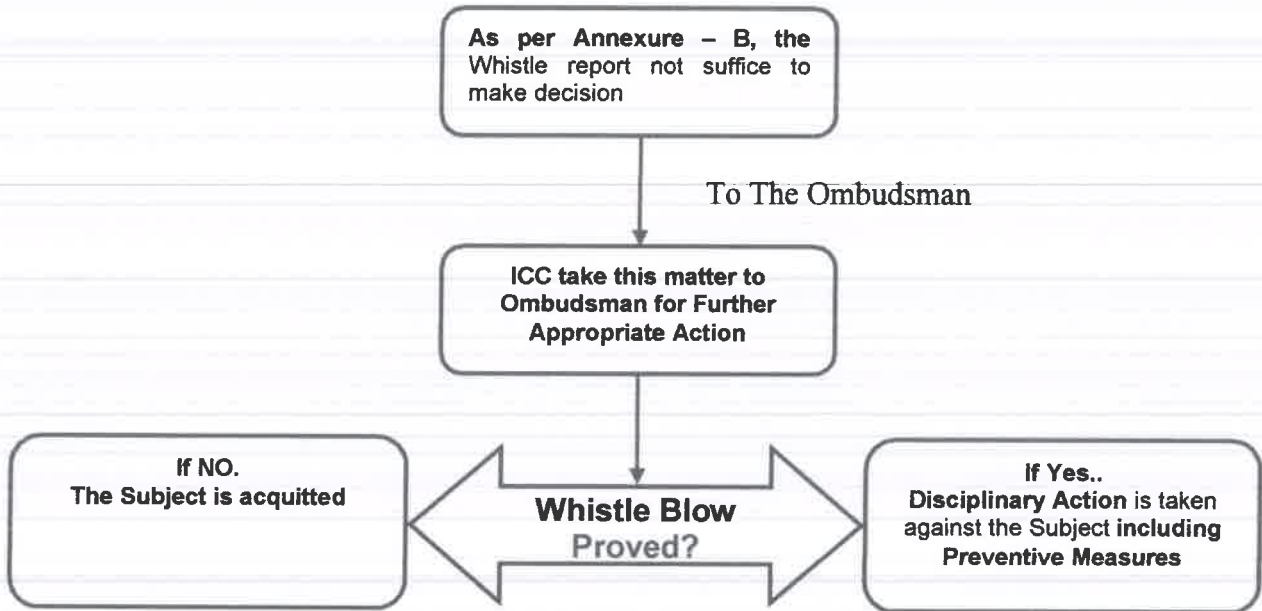 As per Annexure – B, the
Whistle report not suffice to
make decision
To The Ombudsman
ICC take this matter to
Ombudsman for Further
Appropriate Action
If NO.
The Subject is acquitted
Whistle Blow
Proved?
If Yes..
Disciplinary Action is taken
against the Subject including
Preventive Measures